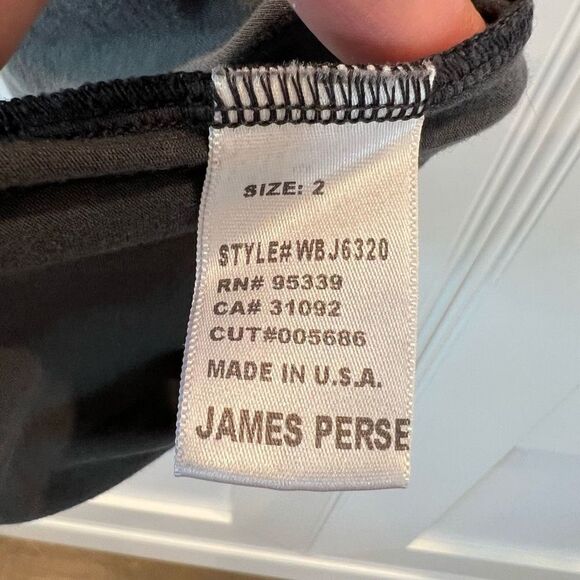 SIZE: 2
STYLE#WBJ6320
RN# 95339
CA# 31092
CUT#005686
MADE IN U.S.A.
JAMES PERSE